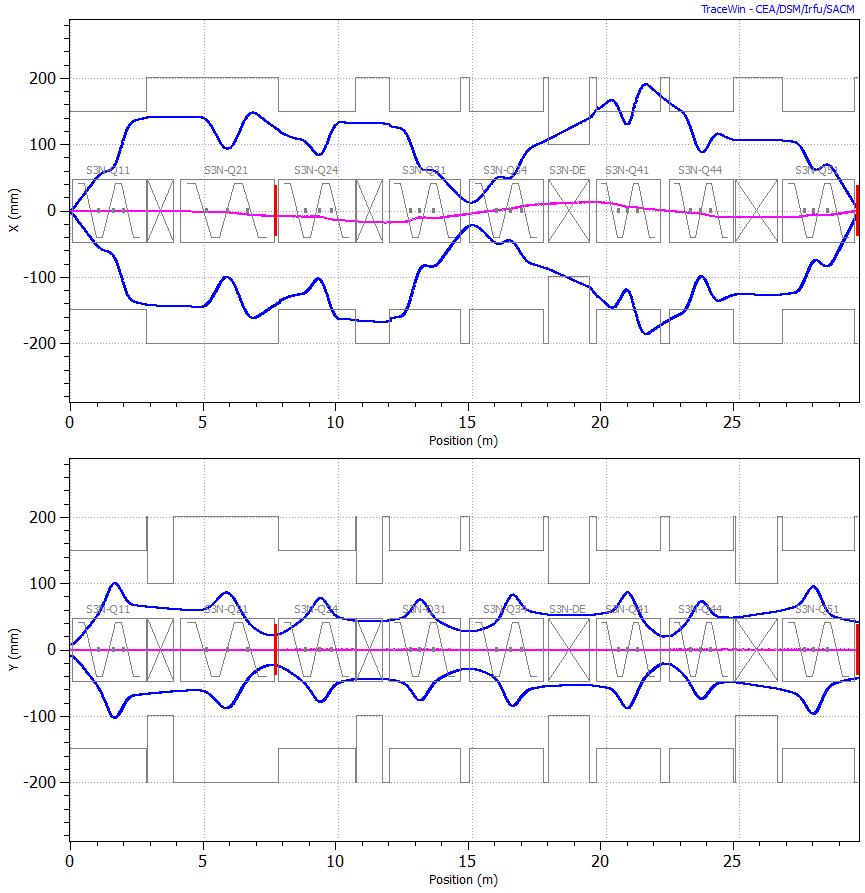 TraceWin - CEA/DSM/Irfu/SACM
200
100
0
-100
-200
X (mm)
S3N-Q11 S3N-Q21 S3N-Q24 S3N-Q31 S3N-Q34 S3N-DE S3N-Q41 S3N-Q44 S3N-Q51
0 5 10 15 20 25
Position (m)
200
100
0
-100
-200
Y (mm)
S3N-Q11 S3N-Q21 S3N-Q24 S3N-Q31 S3N-Q34 S3N-DE S3N-Q41 S3N-Q44 S3N-Q51
0 5 10 15 20 25
Position (m)